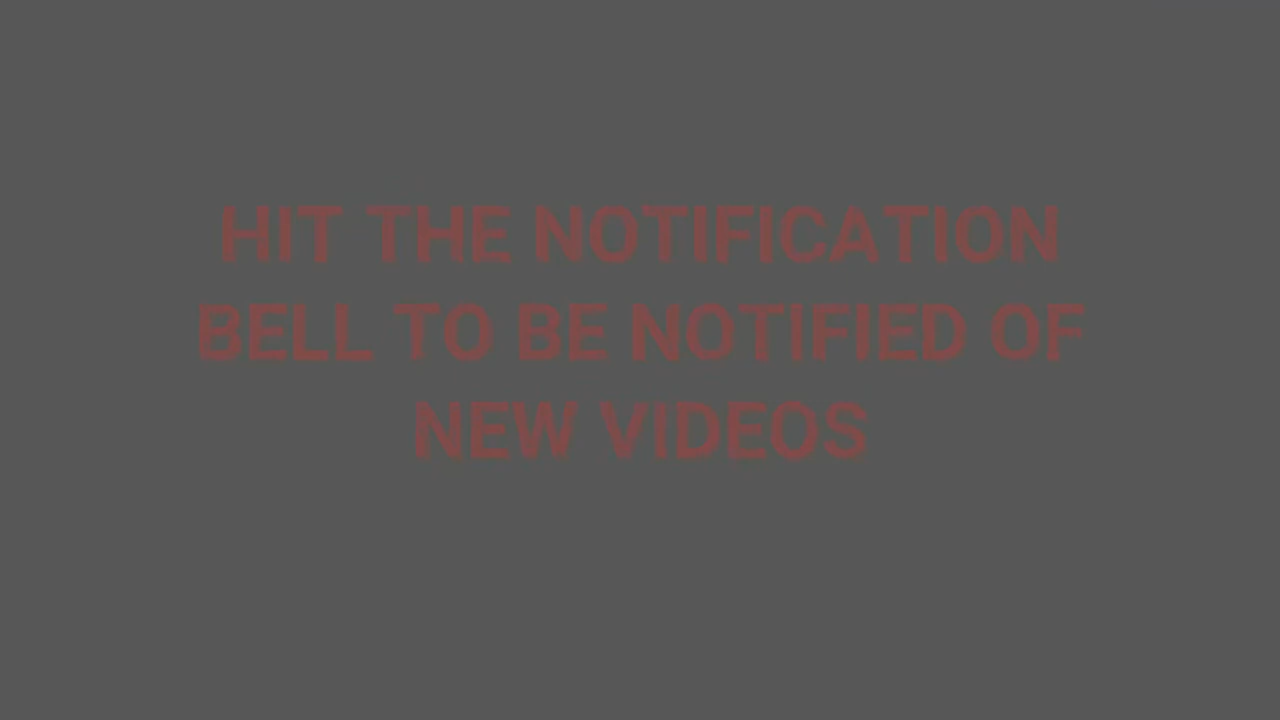 HIT THE NOTIFICATION
BELL TO BE NOTIFIED OF
NEW VIDEOS